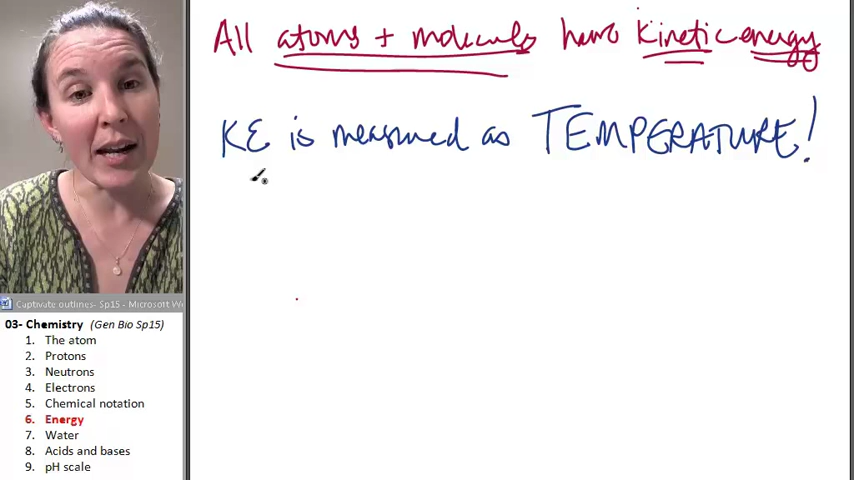 All atoms + molecules have kinetic energy
KE is measured as TEMPERATURE!
Captivate outlines- Sp15 - Microsoft W
03- Chemistry (Gen Bio Sp15)
1. The atom
2. Protons
3. Neutrons
4. Electrons
5. Chemical notation
6. Energy
7. Water
8. Acids and bases
9. pH scale